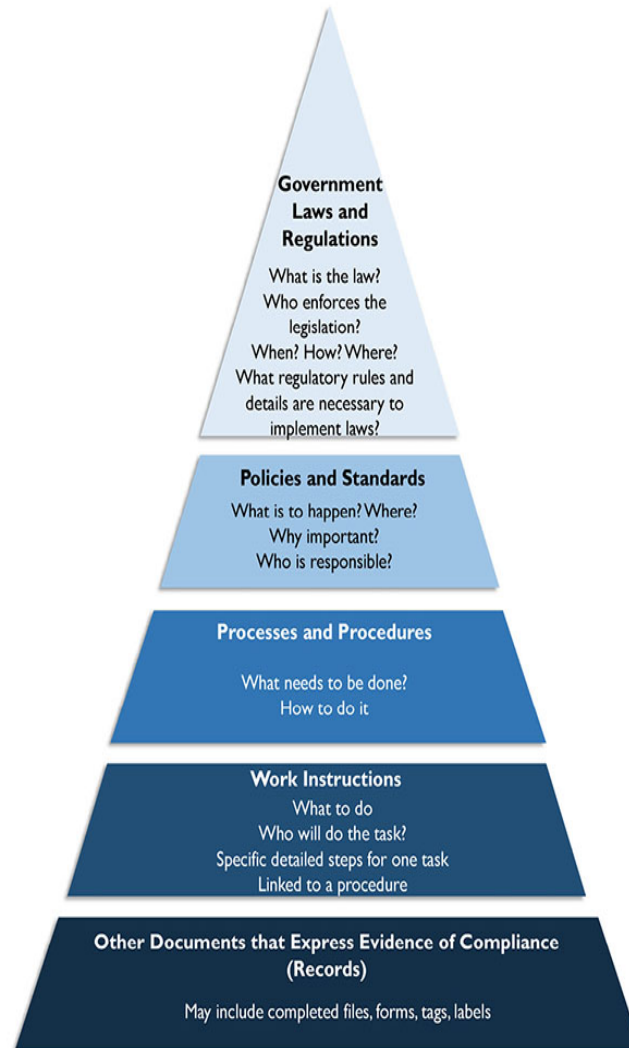 Government
Laws and
Regulations
What is the law?
Who enforces the
legislation?
When? How? Where?
What regulatory rules and
details are necessary to
implement laws?
Policies and Standards
What is to happen? Where?
Why important?
Who is responsible?
Processes and Procedures
What needs to be done?
How to do it
Work Instructions
What to do
Who will do the task?
Specific detailed steps for one task
Linked to a procedure
Other Documents that Express Evidence of Compliance
(Records)
May include completed files, forms, tags, labels